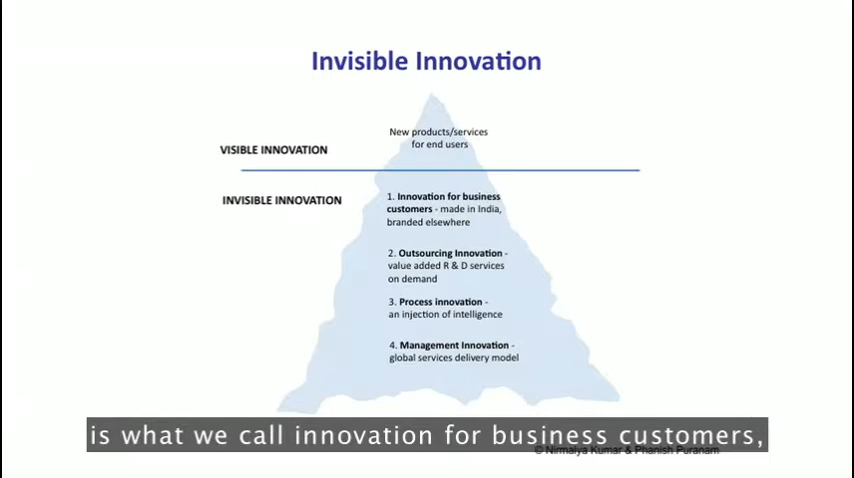 Invisible Innovation
New products/services
for end users
VISIBLE INNOVATION
INVISIBLE INNOVATION
1. Innovation for business
customers - made in India,
branded elsewhere
2. Outsourcing Innovation -
value added R & D services
on demand
3. Process innovation -
an injection of intelligence
4. Management Innovation -
global services delivery model
is what we call innovation for business customers,
© Nirmalya Kumar & Phanish Puranam